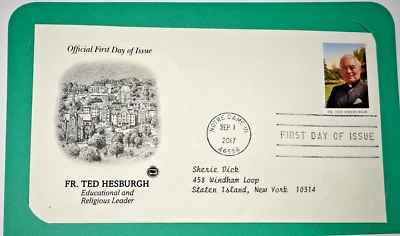 Official First Day of Issue
FR. TED HESBURGH
NOTRE DAME, IN
SEP 1
2017
46556
FIRST DAY OF ISSUE
FR. TED HESBURGH
Educational and
Religious Leader
Sherie Dick
458 Windham Loop
Staten Island, New York 10314